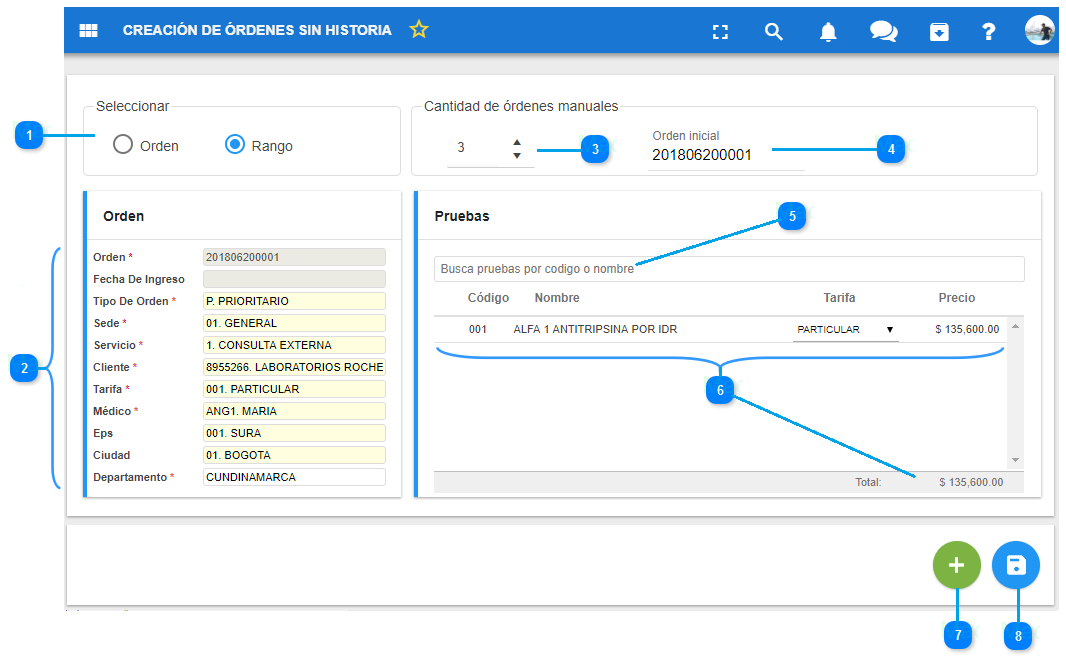 CREACIÓN DE ÓRDENES SIN HISTORIA
?
Seleccionar
Cantidad de órdenes manuales
1
Orden
Rango
3
3
Orden inicial
201806200001
4
Orden
Pruebas
5
2
Orden * 201806200001
Fecha De Ingreso
Tipo De Orden * P. PRIORITARIO
Sede * 01. GENERAL
Servicio * 1. CONSULTA EXTERNA
Cliente * 8955266. LABORATORIOS ROCHE
Tarifa * 001. PARTICULAR
Médico * ANG1. MARIA
Eps 001. SURA
Ciudad 01. BOGOTA
Departamento * CUNDINAMARCA
Busca pruebas por codigo o nombre
Código Nombre Tarifa Precio
001 ALFA 1 ANTITRIPSINA POR IDR PARTICULAR $ 135,600.00
6
Total: $ 135,600.00
7
8